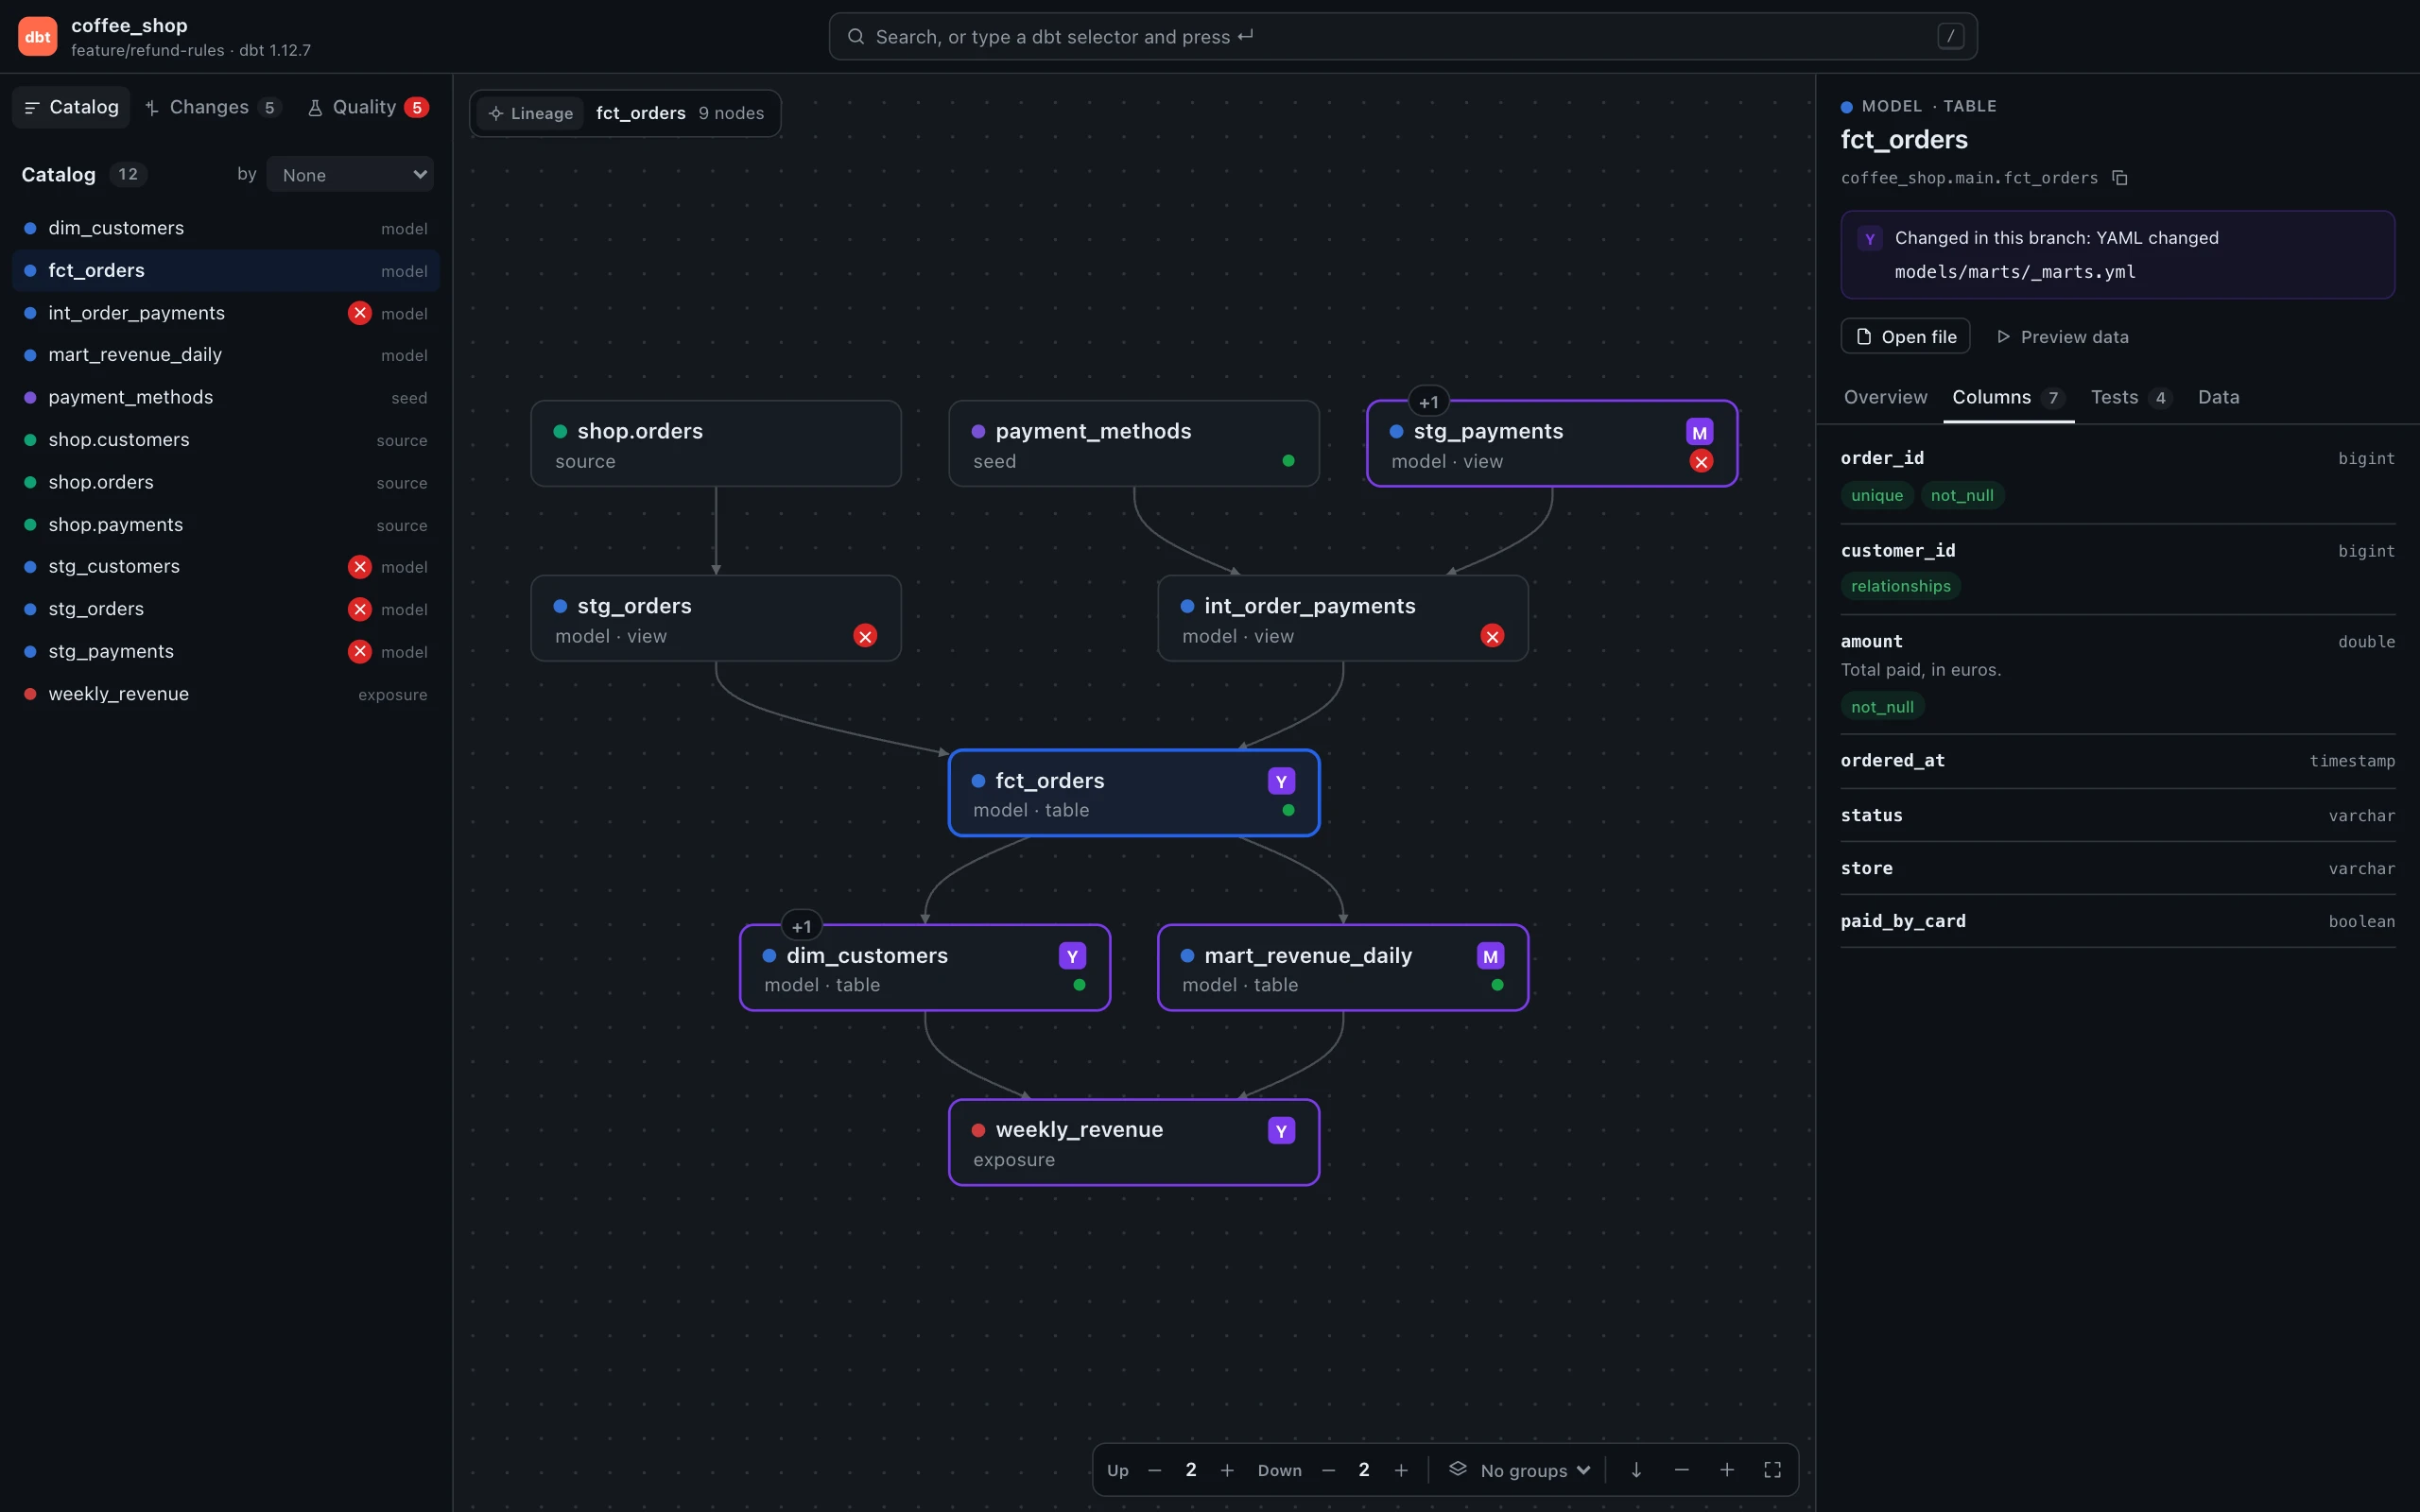 dbt
coffee_shop
feature/refund-rules · dbt 1.12.7
Search, or type a dbt selector and press ↵
/
Catalog
Changes 5
Quality 5
Catalog 12
by None
dim_customers model
fct_orders model
int_order_payments model
mart_revenue_daily model
payment_methods seed
shop.customers source
shop.orders source
shop.payments source
stg_customers model
stg_orders model
stg_payments model
weekly_revenue exposure
Lineage fct_orders 9 nodes
shop.orders
source
payment_methods
seed
+1
stg_payments M
model · view
stg_orders
model · view
int_order_payments
model · view
fct_orders Y
model · table
+1
dim_customers Y
model · table
mart_revenue_daily M
model · table
weekly_revenue Y
exposure
Up − 2 + Down − 2 + No groups ↓ − +
MODEL · TABLE
fct_orders
coffee_shop.main.fct_orders
Y Changed in this branch: YAML changed
models/marts/_marts.yml
Open file
Preview data
Overview Columns 7 Tests 4 Data
order_id bigint
unique not_null
customer_id bigint
relationships
amount double
Total paid, in euros.
not_null
ordered_at timestamp
status varchar
store varchar
paid_by_card boolean